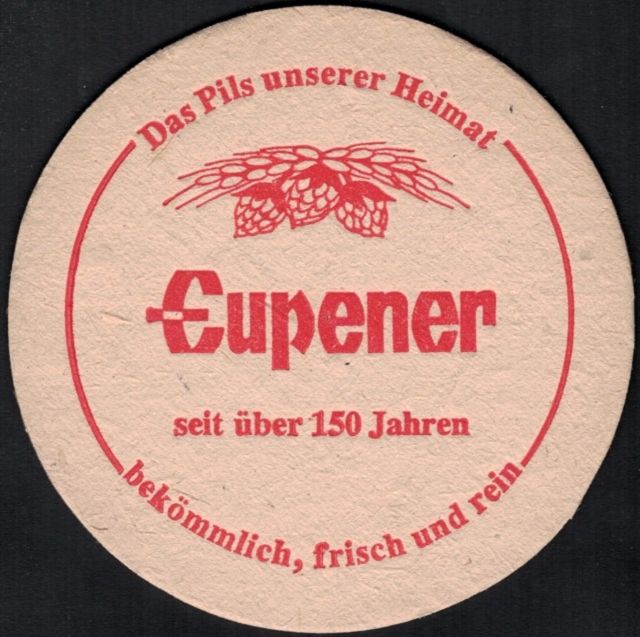 Das Pils unserer Heimat
Eupener
seit über 150 Jahren
bekömmlich, frisch und rein